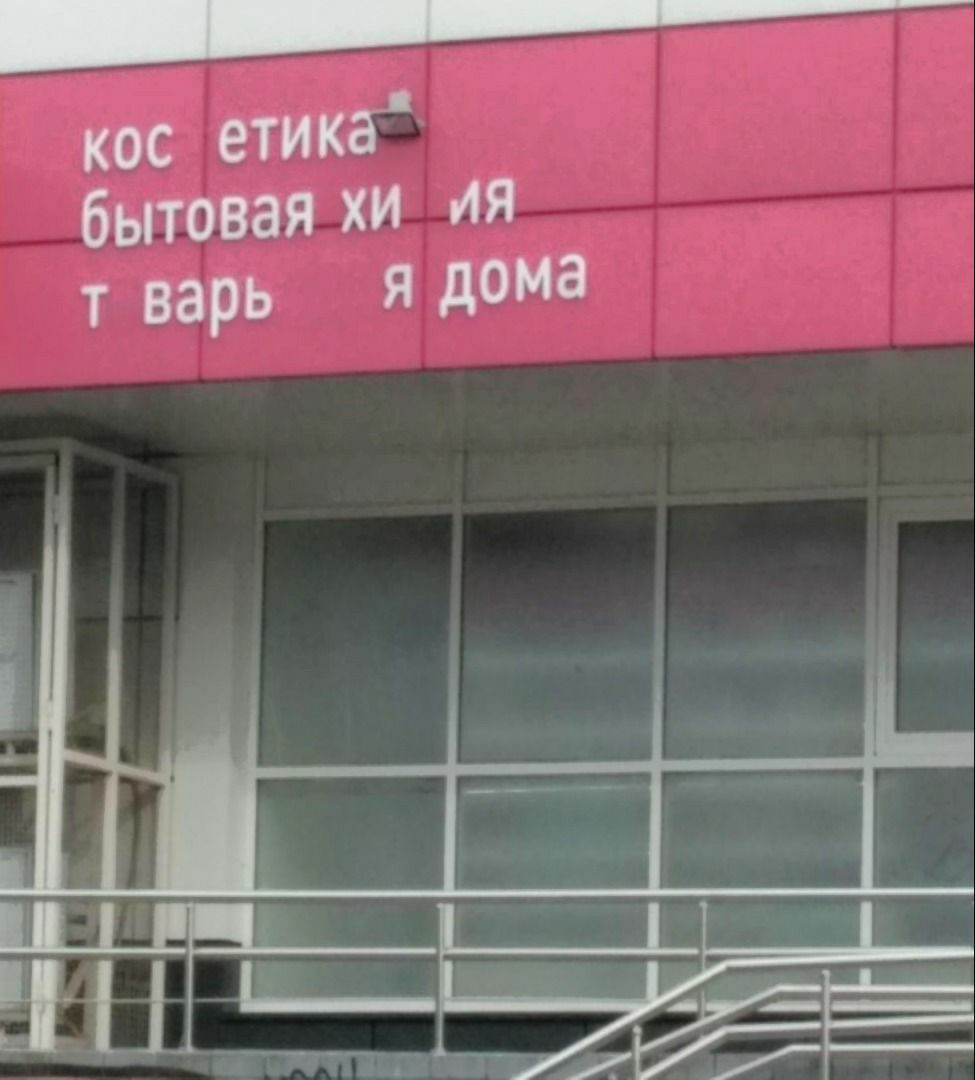 кос етика
бытовая хи ия
т варь я дома